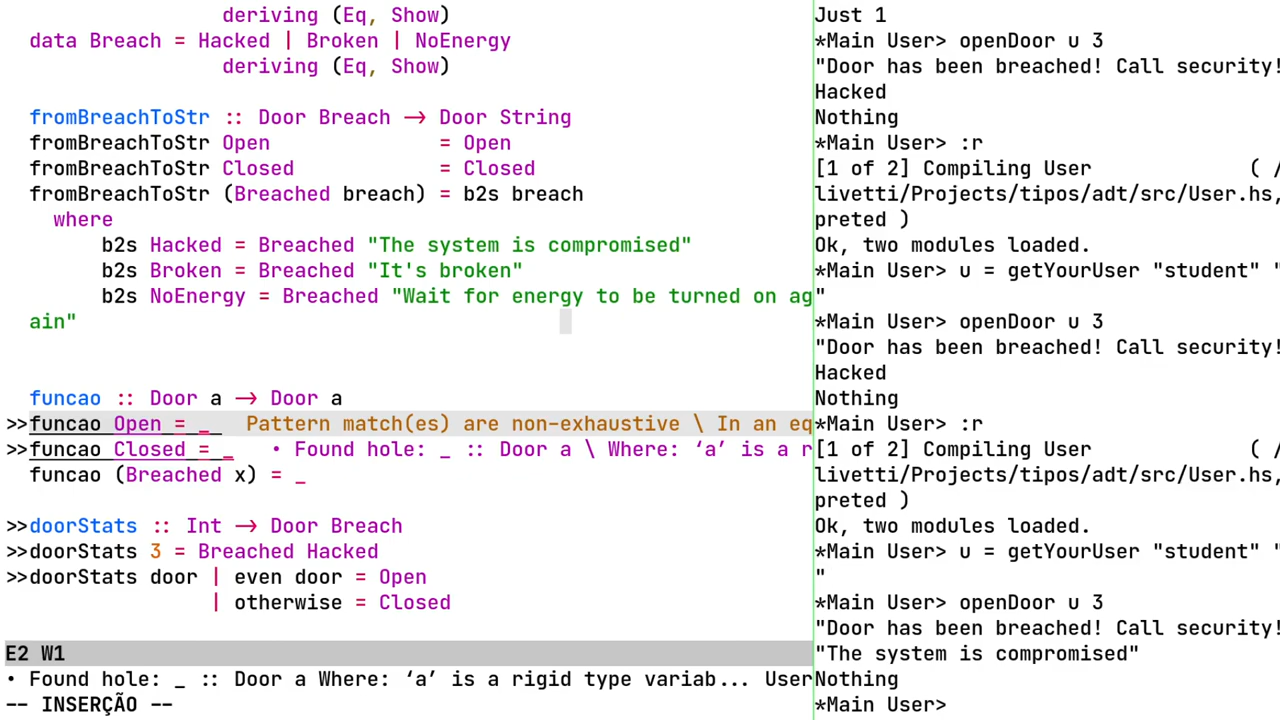 deriving (Eq, Show)
data Breach = Hacked | Broken | NoEnergy
deriving (Eq, Show)
fromBreachToStr :: Door Breach -> Door String
fromBreachToStr Open = Open
fromBreachToStr Closed = Closed
fromBreachToStr (Breached breach) = b2s breach
where
b2s Hacked = Breached "The system is compromised"
b2s Broken = Breached "It's broken"
b2s NoEnergy = Breached "Wait for energy to be turned on ag
ain"
funcao :: Door a -> Door a
>>funcao Open = _ Pattern match(es) are non-exhaustive \ In an eq
>>funcao Closed = _ • Found hole: _ :: Door a \ Where: ‘a’ is a r
funcao (Breached x) = _
>>doorStats :: Int -> Door Breach
>>doorStats 3 = Breached Hacked
>>doorStats door | even door = Open
| otherwise = Closed
E2 W1
• Found hole: _ :: Door a Where: ‘a’ is a rigid type variab... User
-- INSERÇÃO --
Just 1
*Main User> openDoor u 3
"Door has been breached! Call security!
Hacked
Nothing
*Main User> :r
[1 of 2] Compiling User ( /
livetti/Projects/tipos/adt/src/User.hs,
preted )
Ok, two modules loaded.
*Main User> u = getYourUser "student" "
"
*Main User> openDoor u 3
"Door has been breached! Call security!
Hacked
Nothing
*Main User> :r
[1 of 2] Compiling User ( /
livetti/Projects/tipos/adt/src/User.hs,
preted )
Ok, two modules loaded.
*Main User> u = getYourUser "student" "
"
*Main User> openDoor u 3
"Door has been breached! Call security!
"The system is compromised"
Nothing
*Main User>